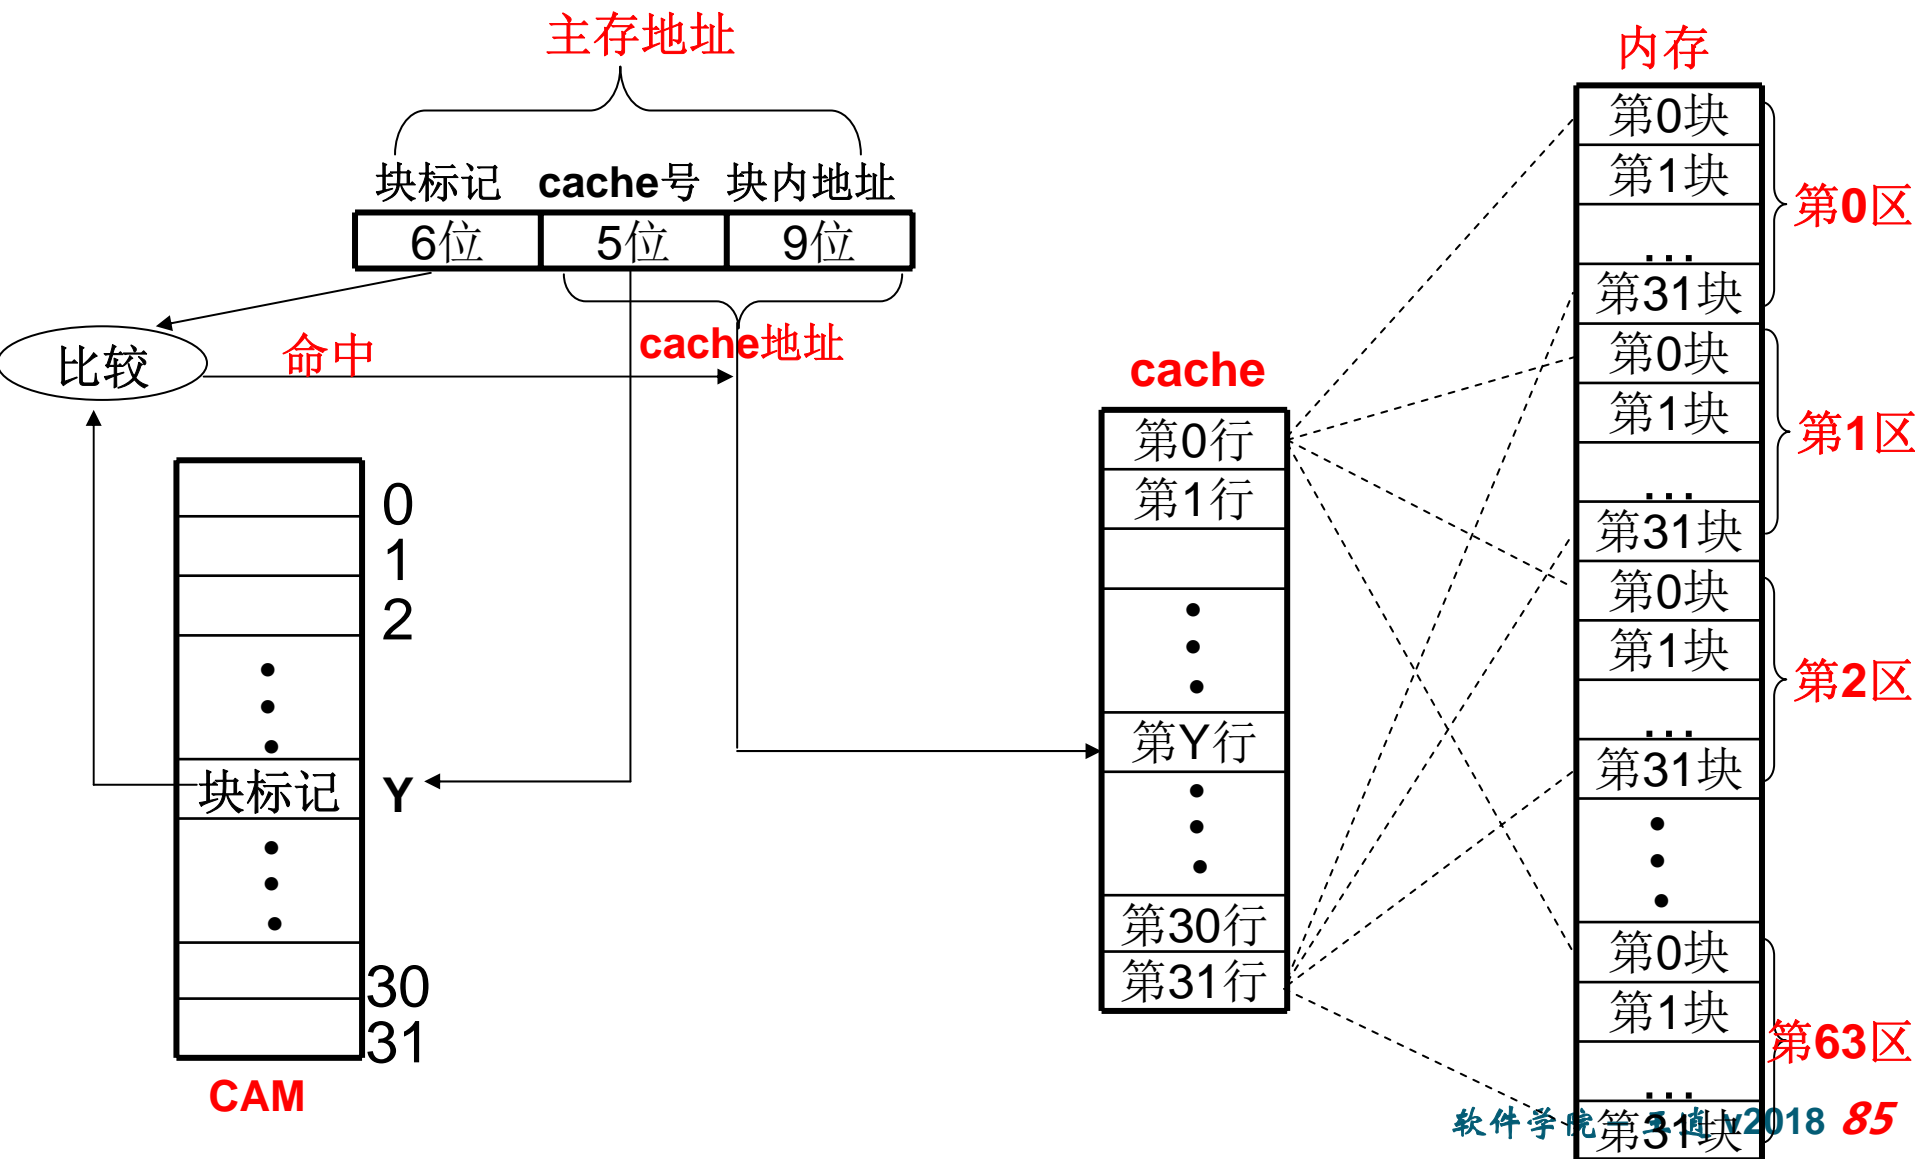 主存地址
块标记 cache号 块内地址
6位 5位 9位
比较
命中
cache地址
0
1
2
块标记 Y
30
31
CAM
cache
第0行
第1行
第Y行
第30行
第31行
内存
第0块
第1块
...
第31块
第0区
第0块
第1块
...
第31块
第1区
第0块
第1块
...
第31块
第2区
第0块
第1块
...
第31块
第63区
软件学院 - v2018 85